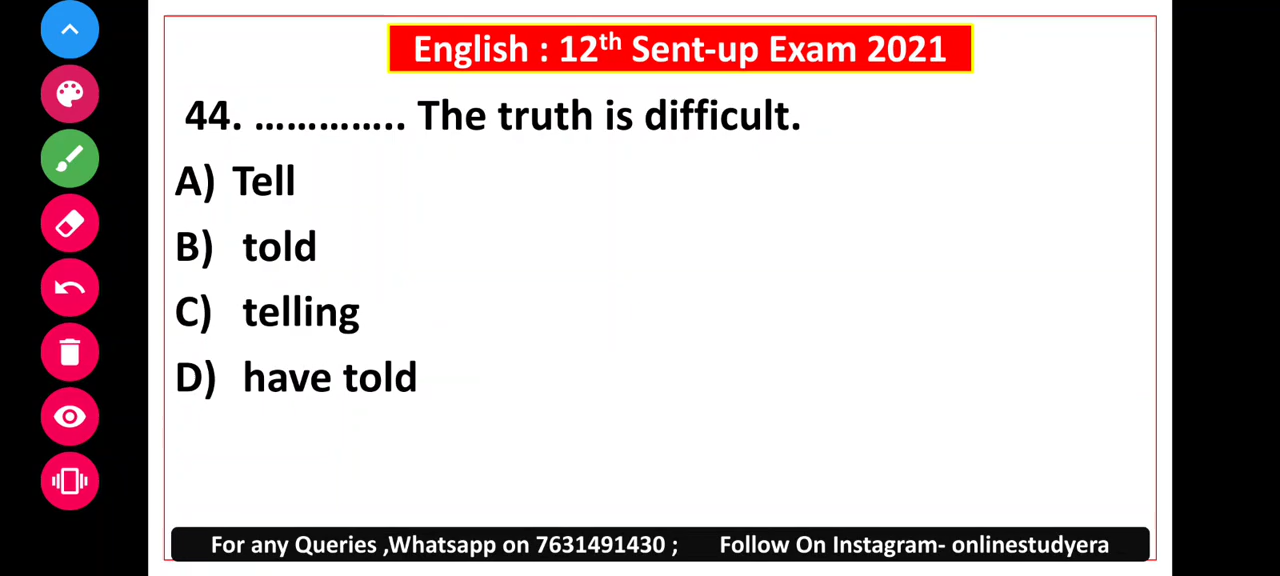 English : 12th Sent-up Exam 2021
44. ………….. The truth is difficult.
A) Tell
B) told
C) telling
D) have told
For any Queries ,Whatsapp on 7631491430 ; Follow On Instagram- onlinestudyera